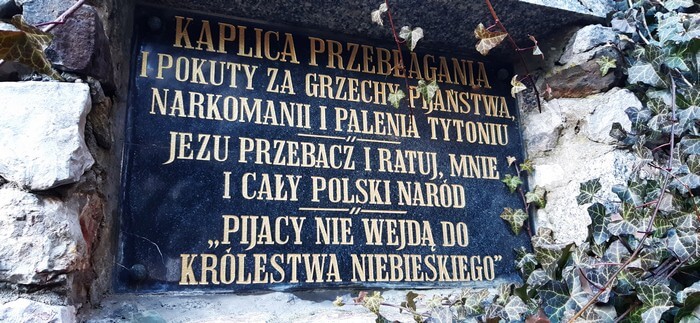 KAPLICA PRZEBŁAGANIA
I POKUTY ZA GRZECHY PIJAŃSTWA,
NARKOMANII I PALENIA TYTONIU
JEZU PRZEBACZ I RATUJ, MNIE
I CAŁY POLSKI NARÓD
„PIJACY NIE WEJDĄ DO
KRÓLESTWA NIEBIESKIEGO”